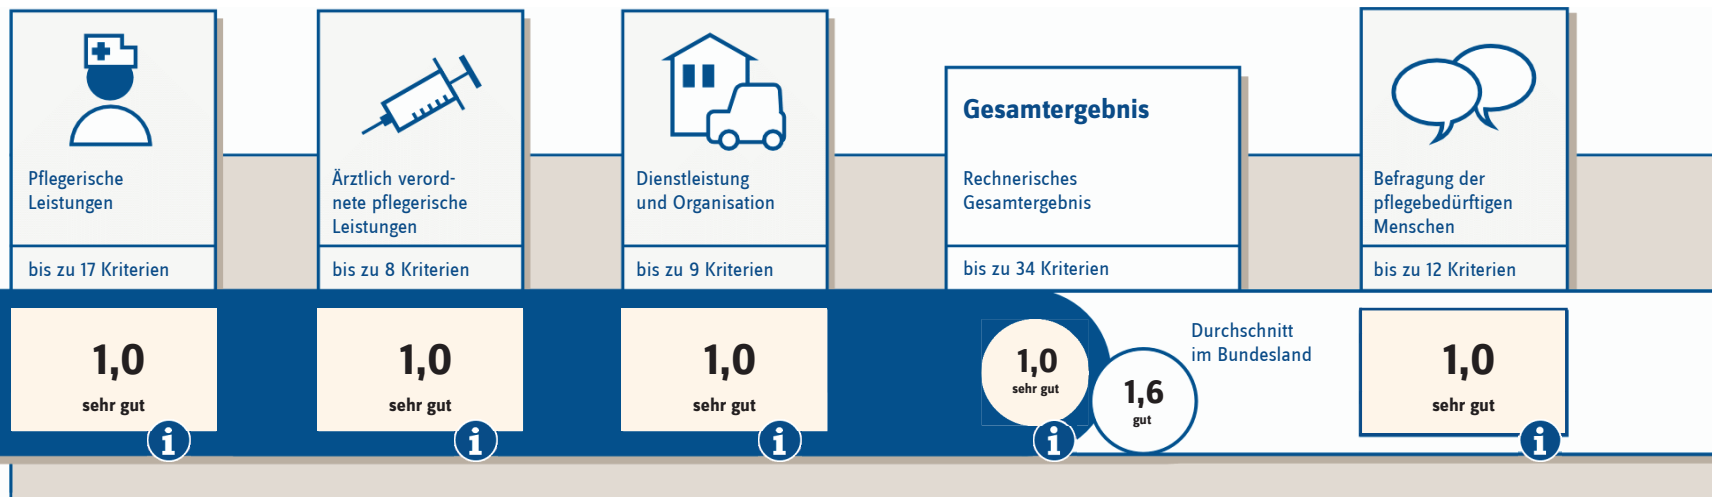 Pflegerische
Leistungen
bis zu 17 Kriterien
1,0
sehr gut
i
Ärztlich verord-
nete pflegerische
Leistungen
bis zu 8 Kriterien
1,0
sehr gut
i
Dienstleistung
und Organisation
bis zu 9 Kriterien
1,0
sehr gut
i
Gesamtergebnis
Rechnerisches
Gesamtergebnis
bis zu 34 Kriterien
1,0
sehr gut
i
1,6
gut
Durchschnitt
im Bundesland
Befragung der
pflegebedürftigen
Menschen
bis zu 12 Kriterien
1,0
sehr gut
i